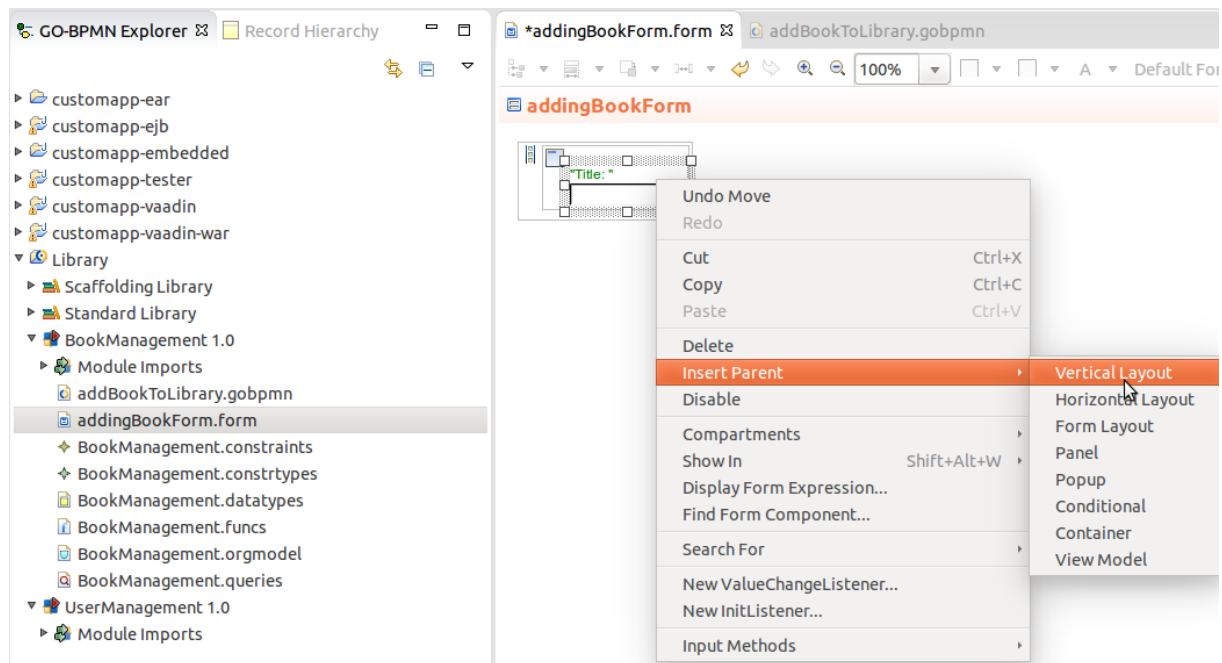 GO-BPMN Explorer
Record Hierarchy
customapp-ear
customapp-ejb
customapp-embedded
customapp-tester
customapp-vaadin
customapp-vaadin-war
Library
Scaffolding Library
Standard Library
BookManagement 1.0
Module Imports
addBookToLibrary.gobpmn
addingBookForm.form
BookManagement.constraints
BookManagement.constrtypes
BookManagement.datatypes
BookManagement.funcs
BookManagement.orgmodel
BookManagement.queries
UserManagement 1.0
Module Imports
*addingBookForm.form
addBookToLibrary.gobpmn
100%
A
Default For
addingBookForm
"Title: "
Undo Move
Redo
Cut Ctrl+X
Copy Ctrl+C
Paste Ctrl+V
Delete
Insert Parent
Disable
Compartments
Show In Shift+Alt+W
Display Form Expression...
Find Form Component...
Search For
New ValueChangeListener...
New InitListener...
Input Methods
Vertical Layout
Horizontal Layout
Form Layout
Panel
Popup
Conditional
Container
View Model